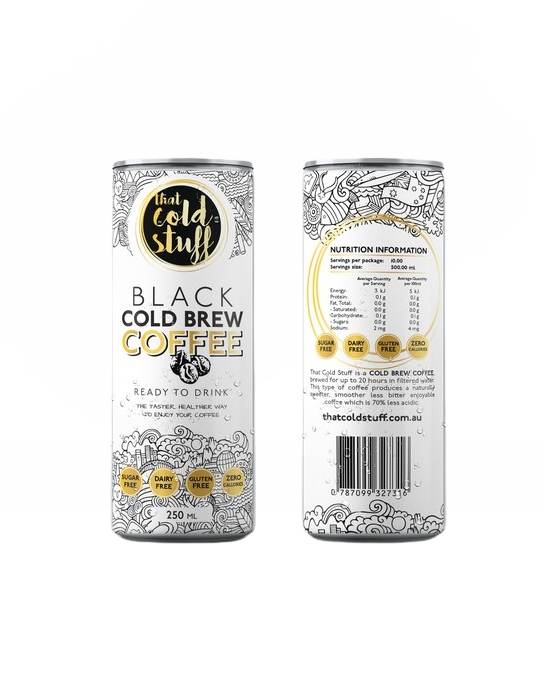 that
cold
stuff
BLACK
COLD BREW
COFFEE
READY TO DRINK
THE TASTIER, HEALTHIER WAY
TO ENJOY YOUR COFFEE
SUGAR FREE
DAIRY FREE
GLUTEN FREE
ZERO CALORIES
250 ML
NUTRITION INFORMATION
Servings per package: 10.00
Servings size: 500.00 mL
Average Quantity per Serving
Average Quantity per 100mL
Energy: 3 kJ 5 kJ
Protein: 0.1 g 0.0 g
Fat, Total: 0.0 g 0.0 g
- Saturated: 0.0 g 0.0 g
Carbohydrate: 0.1 g 0.0 g
- Sugars: 0.0 g 0.0 g
Sodium: 2 mg 4 mg
SUGAR FREE
DAIRY FREE
GLUTEN FREE
ZERO CALORIES
That Cold Stuff is a COLD BREW COFFEE,
brewed for up to 20 hours in filtered water.
This type of coffee produces a naturally
sweeter, smoother less bitter enjoyable
coffee which is 70% less acidic.
thatcoldstuff.com.au
0 787099 327316